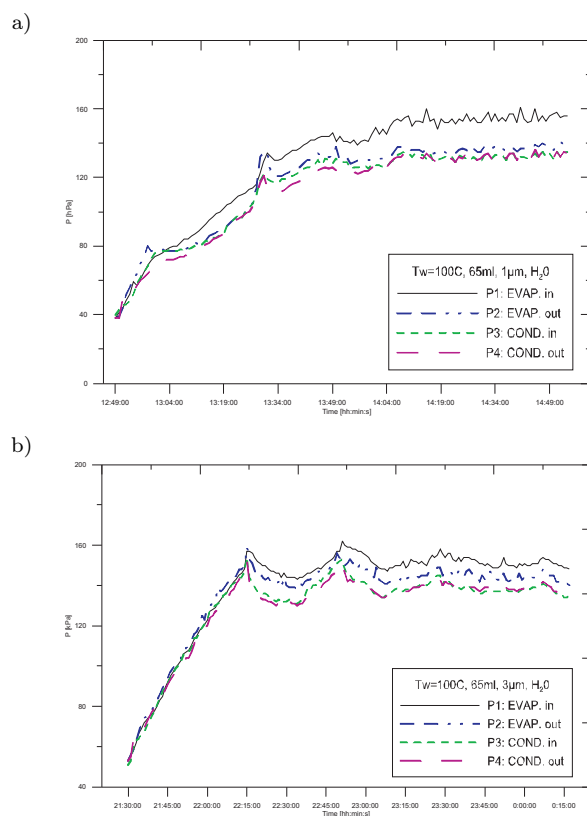 a)
200
160
120
80
40
0
P [hPa]
Tw=100C, 65ml, 1µm, H₂0
P1: EVAP. in
P2: EVAP. out
P3: COND. in
P4: COND. out
12:49:00 13:04:00 13:19:00 13:34:00 13:49:00 14:04:00 14:19:00 14:34:00 14:49:00
Time [hh:min:s]
b)
200
160
120
80
40
P [kPa]
Tw=100C, 65ml, 3µm, H₂0
P1: EVAP. in
P2: EVAP. out
P3: COND. in
P4: COND. out
21:30:00 21:45:00 22:00:00 22:15:00 22:30:00 22:45:00 23:00:00 23:15:00 23:30:00 23:45:00 0:00:00 0:15:00
Time [hh:min:s]